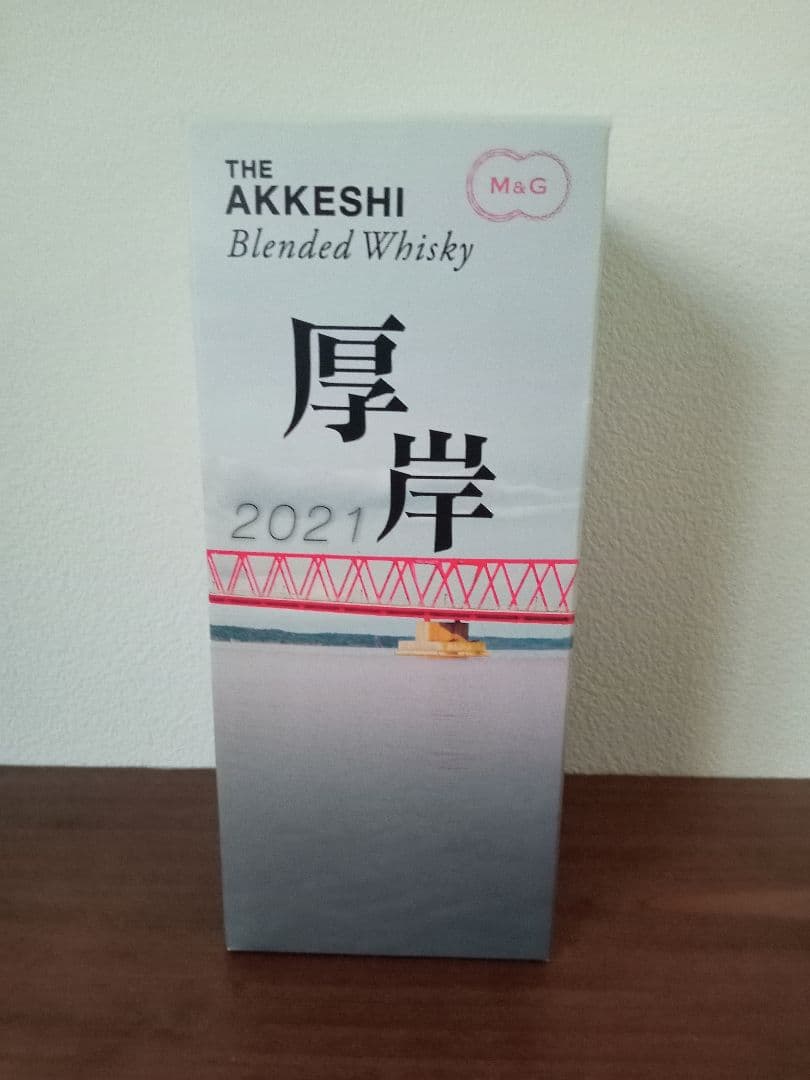 THE
AKKESHI
Blended Whisky
M&G
厚岸
2021